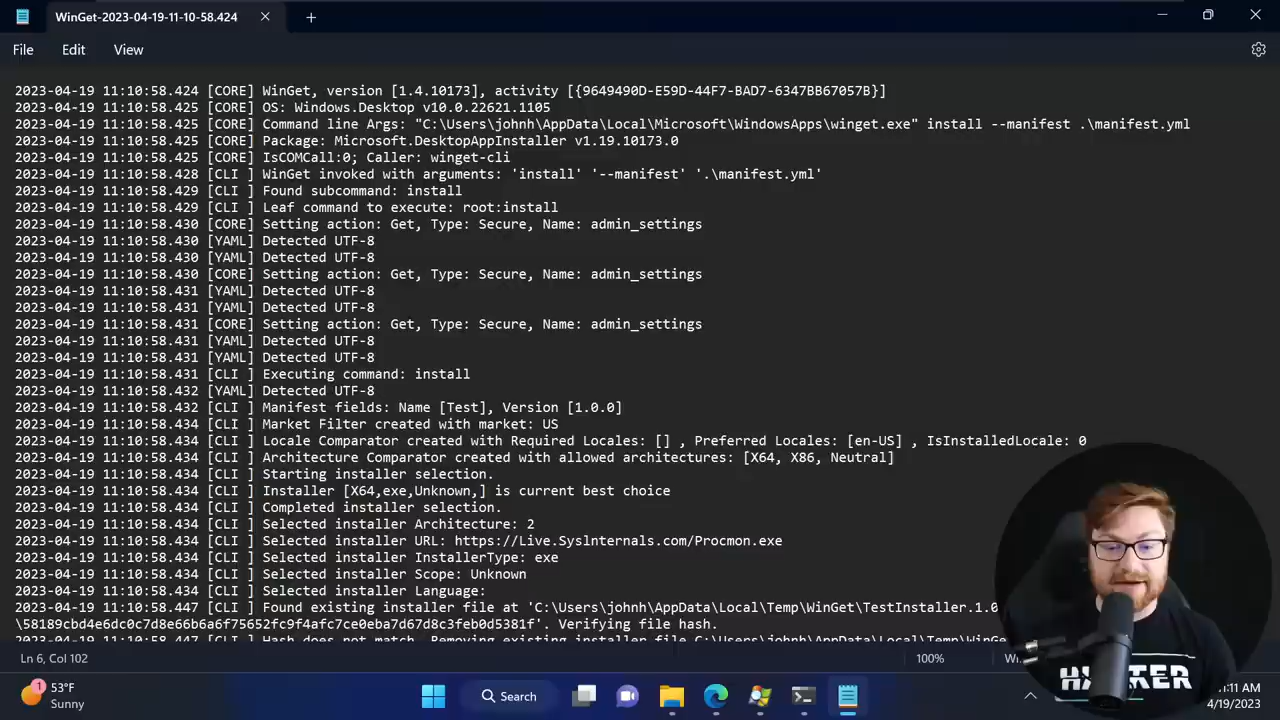 WinGet-2023-04-19-11-10-58.424
File Edit View
2023-04-19 11:10:58.424 [CORE] WinGet, version [1.4.10173], activity [{9649490D-E59D-44F7-BAD7-6347BB67057B}]
2023-04-19 11:10:58.425 [CORE] OS: Windows.Desktop v10.0.22621.1105
2023-04-19 11:10:58.425 [CORE] Command line Args: "C:\Users\johnh\AppData\Local\Microsoft\WindowsApps\winget.exe" install --manifest .\manifest.yml
2023-04-19 11:10:58.425 [CORE] Package: Microsoft.DesktopAppInstaller v1.19.10173.0
2023-04-19 11:10:58.425 [CORE] IsCOMCall:0; Caller: winget-cli
2023-04-19 11:10:58.428 [CLI ] WinGet invoked with arguments: 'install' '--manifest' '.\manifest.yml'
2023-04-19 11:10:58.429 [CLI ] Found subcommand: install
2023-04-19 11:10:58.429 [CLI ] Leaf command to execute: root:install
2023-04-19 11:10:58.430 [CORE] Setting action: Get, Type: Secure, Name: admin_settings
2023-04-19 11:10:58.430 [YAML] Detected UTF-8
2023-04-19 11:10:58.430 [YAML] Detected UTF-8
2023-04-19 11:10:58.430 [CORE] Setting action: Get, Type: Secure, Name: admin_settings
2023-04-19 11:10:58.431 [YAML] Detected UTF-8
2023-04-19 11:10:58.431 [YAML] Detected UTF-8
2023-04-19 11:10:58.431 [CORE] Setting action: Get, Type: Secure, Name: admin_settings
2023-04-19 11:10:58.431 [YAML] Detected UTF-8
2023-04-19 11:10:58.431 [YAML] Detected UTF-8
2023-04-19 11:10:58.431 [CLI ] Executing command: install
2023-04-19 11:10:58.432 [YAML] Detected UTF-8
2023-04-19 11:10:58.432 [CLI ] Manifest fields: Name [Test], Version [1.0.0]
2023-04-19 11:10:58.434 [CLI ] Market Filter created with market: US
2023-04-19 11:10:58.434 [CLI ] Locale Comparator created with Required Locales: [] , Preferred Locales: [en-US] , IsInstalledLocale: 0
2023-04-19 11:10:58.434 [CLI ] Architecture Comparator created with allowed architectures: [X64, X86, Neutral]
2023-04-19 11:10:58.434 [CLI ] Starting installer selection.
2023-04-19 11:10:58.434 [CLI ] Installer [X64,exe,Unknown,] is current best choice
2023-04-19 11:10:58.434 [CLI ] Completed installer selection.
2023-04-19 11:10:58.434 [CLI ] Selected installer Architecture: 2
2023-04-19 11:10:58.434 [CLI ] Selected installer URL: https://Live.SysInternals.com/Procmon.exe
2023-04-19 11:10:58.434 [CLI ] Selected installer InstallerType: exe
2023-04-19 11:10:58.434 [CLI ] Selected installer Scope: Unknown
2023-04-19 11:10:58.434 [CLI ] Selected installer Language:
2023-04-19 11:10:58.447 [CLI ] Found existing installer file at 'C:\Users\johnh\AppData\Local\Temp\WinGet\TestInstaller.1.0
\58189cbd4e6dc0c7d8e66b6a6f75652fc9f4afc7ce0eba7d67d8c3feb0d5381f'. Verifying file hash.
2023-04-19 11:10:58.447 [CLI ] Hash does not match. Removing existing installer file C:\Users\johnh\AppData\Local\Temp\WinGe
Ln 6, Col 102 100%
53°F
Sunny
1
Search
:11 AM
4/19/2023